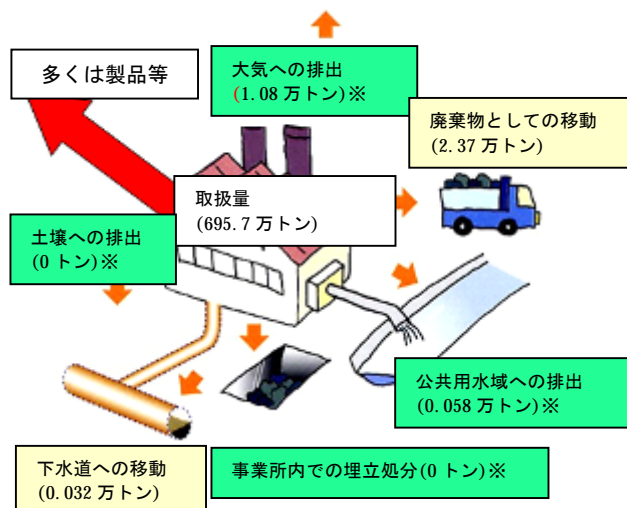 多くは製品等
大気への排出
(1.08 万トン)※
廃棄物としての移動
(2.37 万トン)
取扱量
(695.7 万トン)
土壌への排出
(0 トン)※
公共用水域への排出
(0.058 万トン)※
下水道への移動
(0.032 万トン)
事業所内での埋立処分(0 トン)※